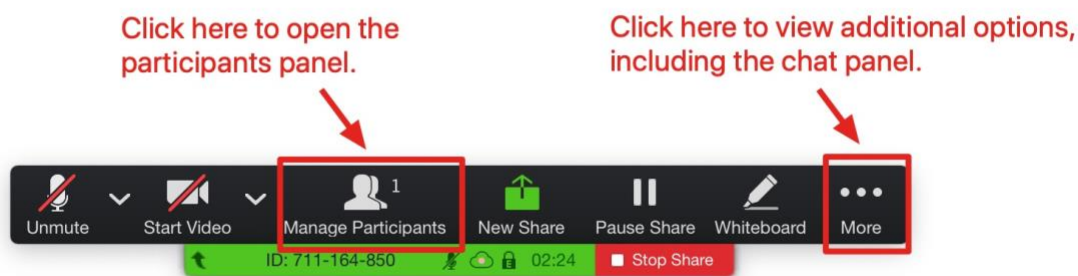 Click here to open the
participants panel.
Click here to view additional options,
including the chat panel.
1
Unmute
Start Video
Manage Participants
New Share
Pause Share
Whiteboard
More
ID: 711-164-850
E
02:24
Stop Share